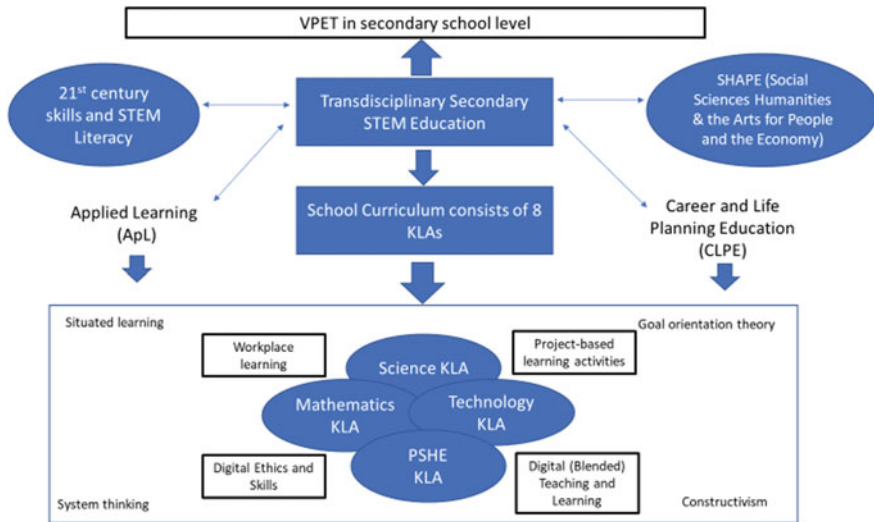 VPET in secondary school level
21st century
skills and STEM
Literacy
Transdisciplinary Secondary
STEM Education
SHAPE (Social
Sciences Humanities
& the Arts for People
and the Economy)
Applied Learning
(ApL)
School Curriculum consists of 8
KLAs
Career and Life
Planning Education
(CLPE)
Situated learning
Goal orientation theory
Workplace
learning
Project-based
learning activities
Science KLA
Mathematics
KLA
Technology
KLA
PSHE
KLA
Digital Ethics and
Skills
Digital (Blended)
Teaching and
Learning
System thinking
Constructivism